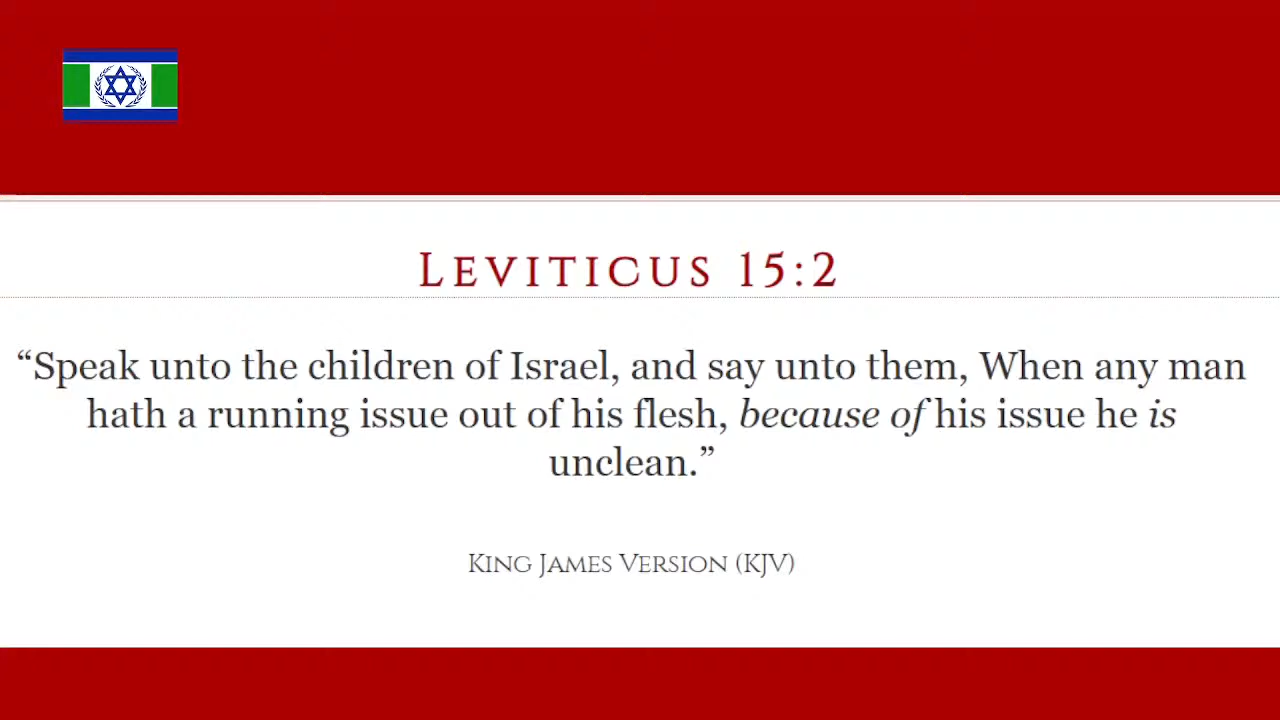 Leviticus 15:2
“Speak unto the children of Israel, and say unto them, When any man
hath a running issue out of his flesh, because of his issue he is
unclean.”
King James Version (KJV)